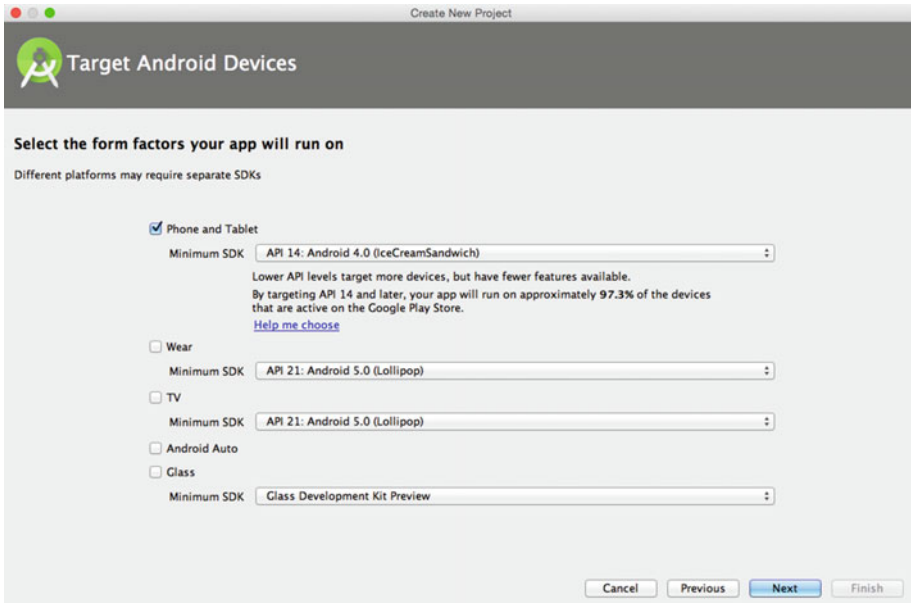 Create New Project
Target Android Devices
Select the form factors your app will run on
Different platforms may require separate SDKs
Phone and Tablet
Minimum SDK API 14: Android 4.0 (IceCreamSandwich)
Lower API levels target more devices, but have fewer features available.
By targeting API 14 and later, your app will run on approximately 97.3% of the devices
that are active on the Google Play Store.
Help me choose
Wear
Minimum SDK API 21: Android 5.0 (Lollipop)
TV
Minimum SDK API 21: Android 5.0 (Lollipop)
Android Auto
Glass
Minimum SDK Glass Development Kit Preview
Cancel Previous Next Finish